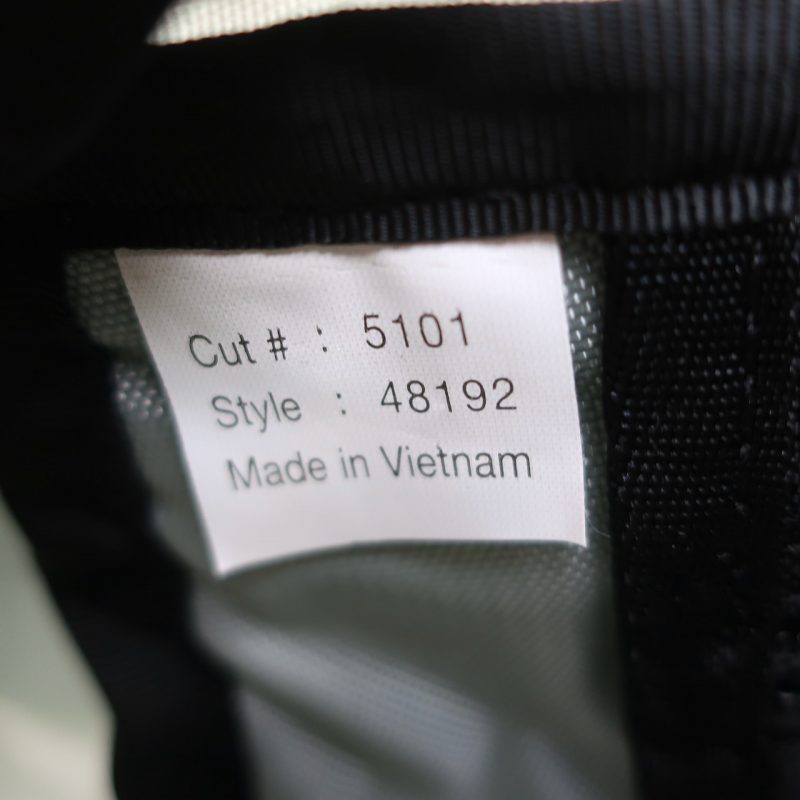 Cut # : 5101
Style : 48192
Made in Vietnam